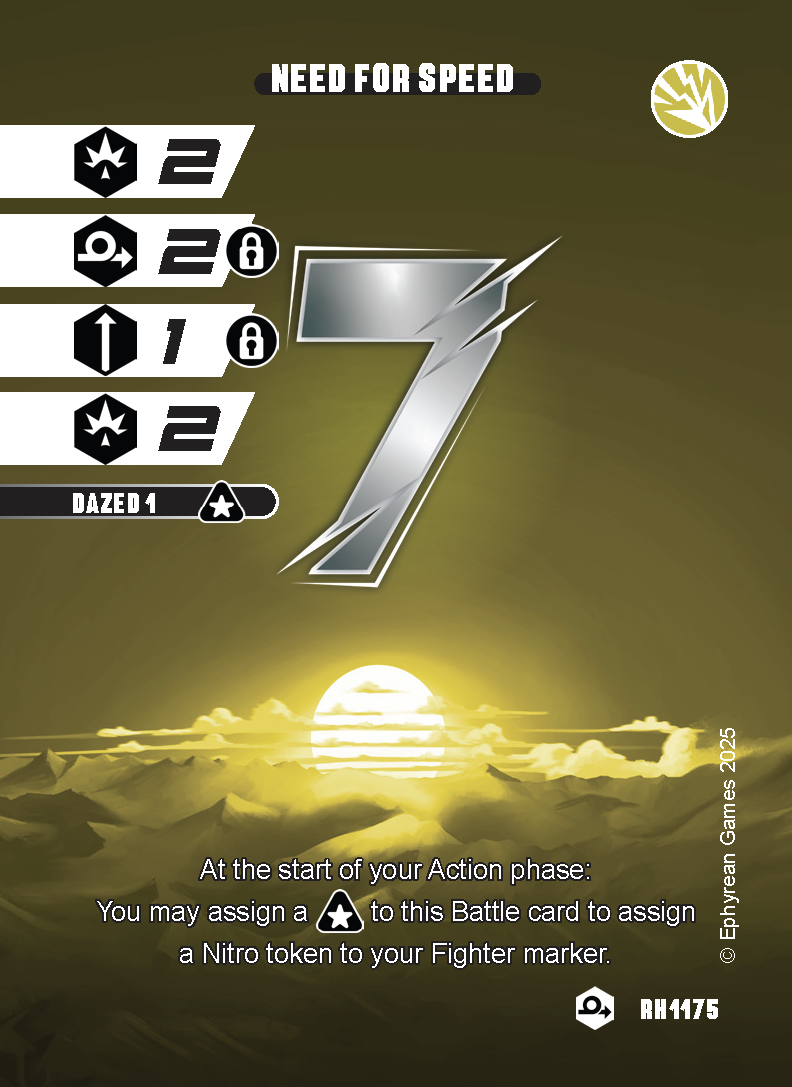 NEED FOR SPEED
2
2
1
2
DAZED 1
7
At the start of your Action phase:
You may assign a to this Battle card to assign
a Nitro token to your Fighter marker.
© Ephyrean Games 2025
RH1175